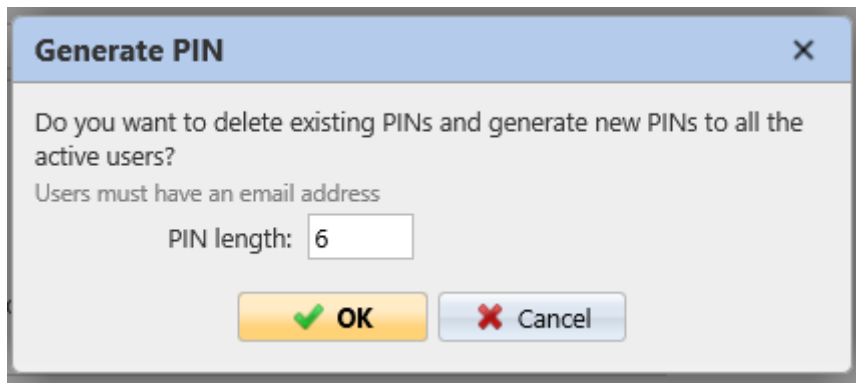 Generate PIN
Do you want to delete existing PINs and generate new PINs to all the
active users?
Users must have an email address
PIN length: 6
OK Cancel